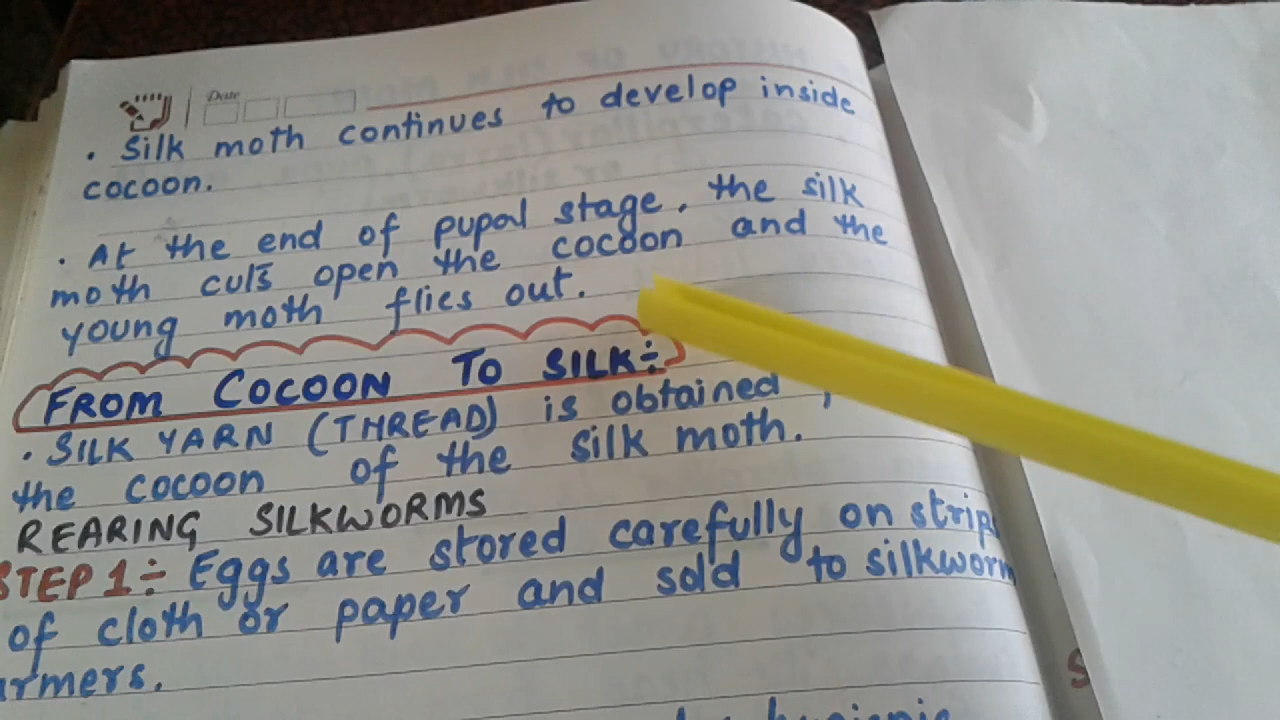 Date
. Silk moth continues to develop inside
cocoon.
. At the end of pupal stage, the silk
moth cuts open the cocoon and the
young moth flies out.
FROM COCOON TO SILK÷
. SILK YARN (THREAD) is obtained
the cocoon of the silk moth.
REARING SILKWORMS
STEP 1÷ Eggs are stored carefully on strips
of cloth or paper and sold to silkworm
armers.
hygienic